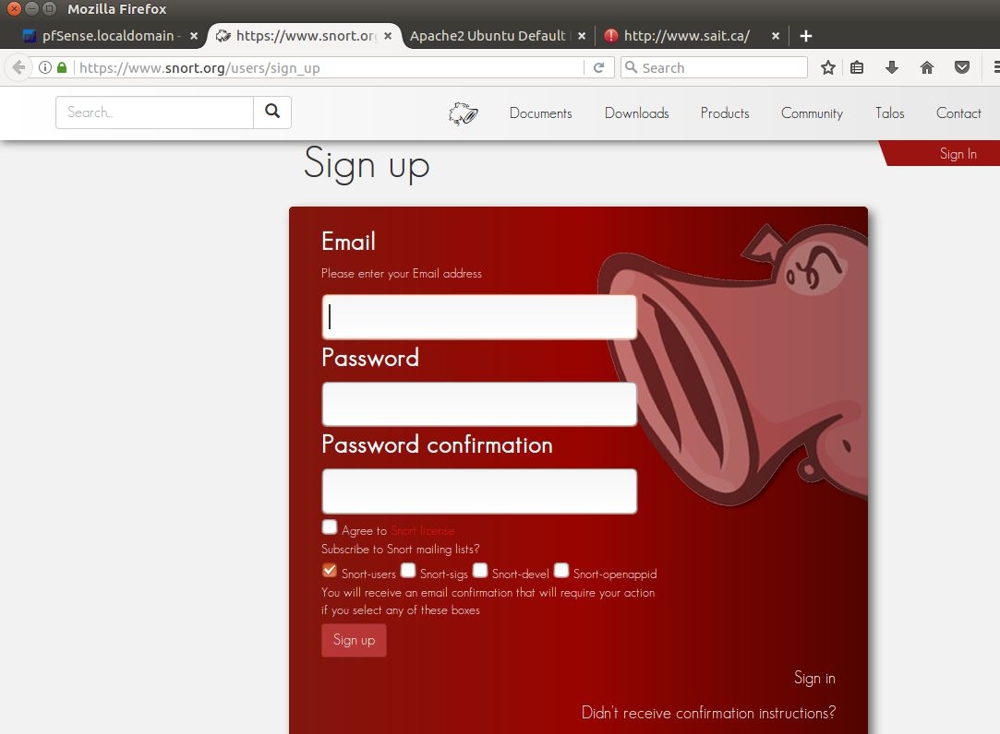 Mozilla Firefox
pfSense.localdomain -
https://www.snort.org
Apache2 Ubuntu Default
http://www.sait.ca/
https://www.snort.org/users/sign_up
Search
Search..
Documents
Downloads
Products
Community
Talos
Contact
Sign In
Sign up
Email
Please enter your Email address
Password
Password confirmation
Agree to Snort license
Subscribe to Snort mailing lists?
Snort-users Snort-sigs Snort-devel Snort-openappid
You will receive an email confirmation that will require your action
if you select any of these boxes
Sign up
Sign in
Didn't receive confirmation instructions?